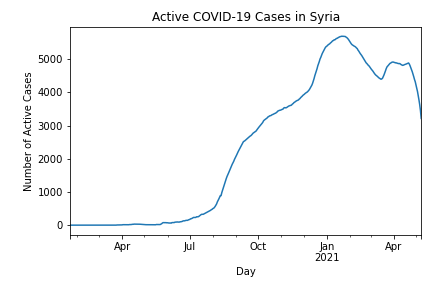 Active COVID-19 Cases in Syria
Number of Active Cases
5000
4000
3000
2000
1000
0
Apr
Jul
Oct
Jan
2021
Apr
Day